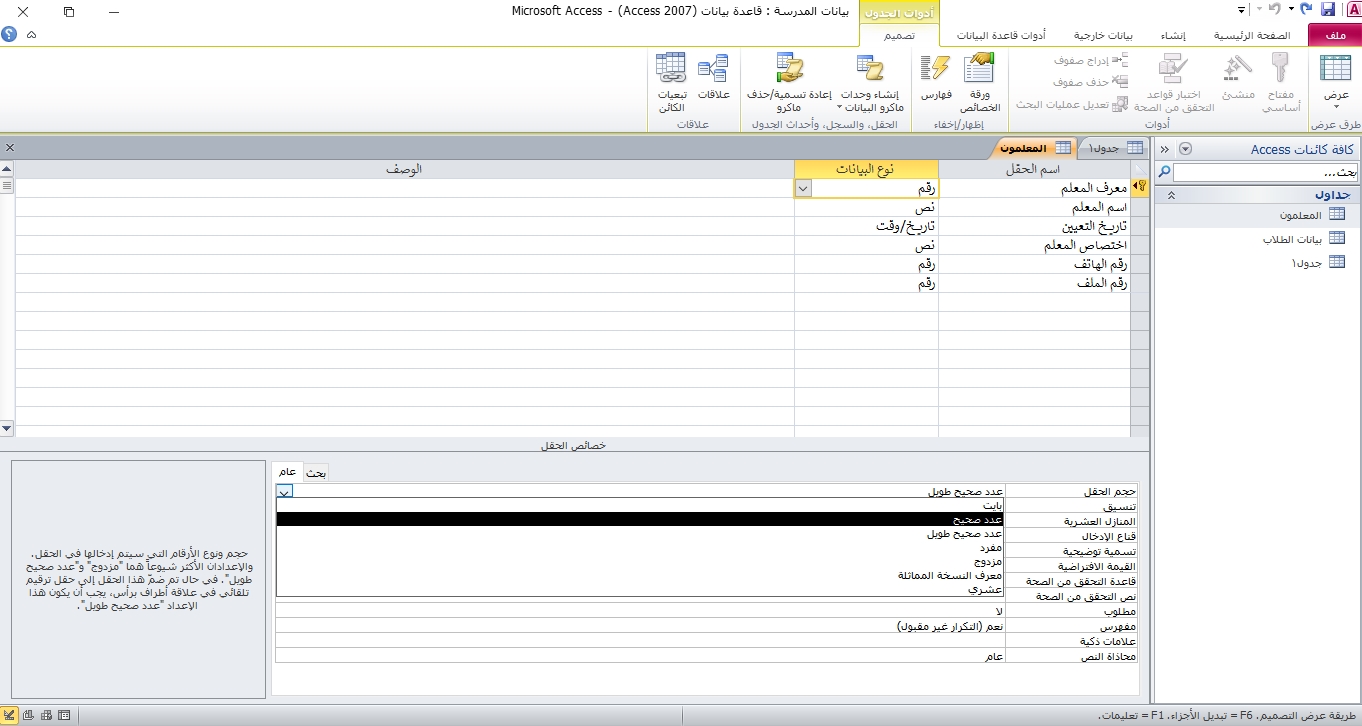 بيانات المدرسة : قاعدة بيانات (Access 2007) - Microsoft Access
أدوات الجدول
ملف
الصفحة الرئيسية
إنشاء
بيانات خارجية
أدوات قاعدة البيانات
تصميم
عرض
طرق عرض
مفتاح أساسي
منشئ
اختبار قواعد التحقق من الصحة
إدراج صفوف
حذف صفوف
تعديل عمليات البحث
أدوات
ورقة الخصائص
فهارس
إظهار/إخفاء
إنشاء وحدات ماكرو البيانات
إعادة تسمية/حذف ماكرو
الحقل، والسجل، وأحداث الجدول
علاقات
تبعيات الكائن
علاقات
كافة كائنات Access
بحث...
جداول
المعلمون
بيانات الطلاب
جدول١
جدول١
المعلمون
اسم الحقل نوع البيانات الوصف
معرف المعلم رقم
اسم المعلم نص
تاريخ التعيين تاريخ/وقت
اختصاص المعلم نص
رقم الهاتف رقم
رقم الملف رقم
خصائص الحقل
عام بحث
حجم الحقل عدد صحيح طويل
تنسيق
المنازل العشرية
قناع الإدخال
تسمية توضيحية
القيمة الافتراضية
قاعدة التحقق من الصحة
نص التحقق من الصحة
مطلوب لا
مفهرس نعم (التكرار غير مقبول)
علامات ذكية
محاذاة النص عام
بايت
عدد صحيح
عدد صحيح طويل
مفرد
مزدوج
معرف النسخة المماثلة
عشري
حجم ونوع الأرقام التي سيتم إدخالها في الحقل.
والإعدادان الأكثر شيوعاً هما "مزدوج" و"عدد صحيح
طويل". في حال تم ضمّ هذا الحقل إلى حقل ترقيم
تلقائي في علاقة أطراف برأس، يجب أن يكون هذا
الإعداد "عدد صحيح طويل".
طريقة عرض التصميم. F6 = تبديل الأجزاء. F1 = تعليمات.